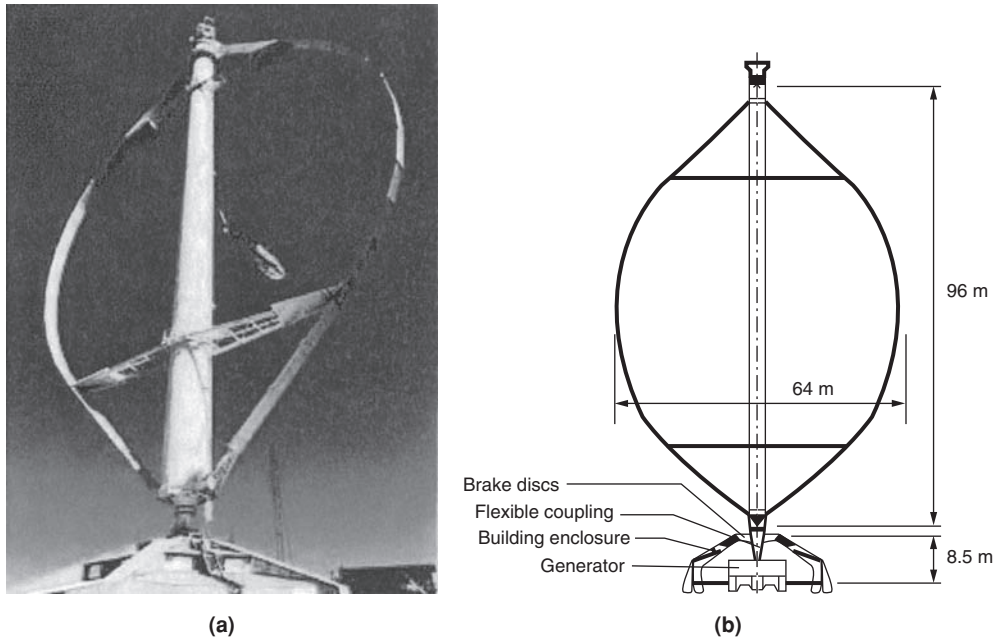 96 m
64 m
Brake discs
Flexible coupling
Building enclosure
Generator
8.5 m
(a)
(b)